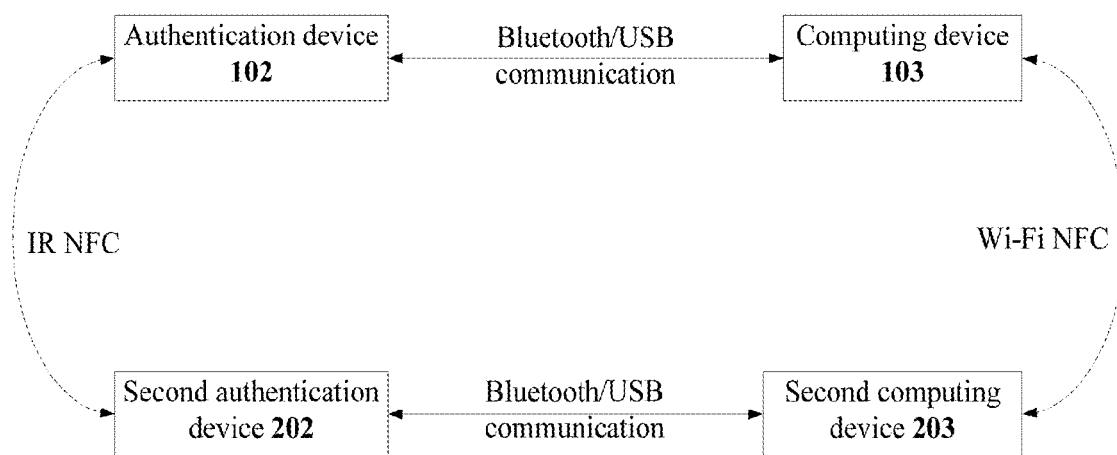 Authentication device
102
Bluetooth/USB
communication
Computing device
103
IR NFC
Wi-Fi NFC
Second authentication
device 202
Bluetooth/USB
communication
Second computing
device 203